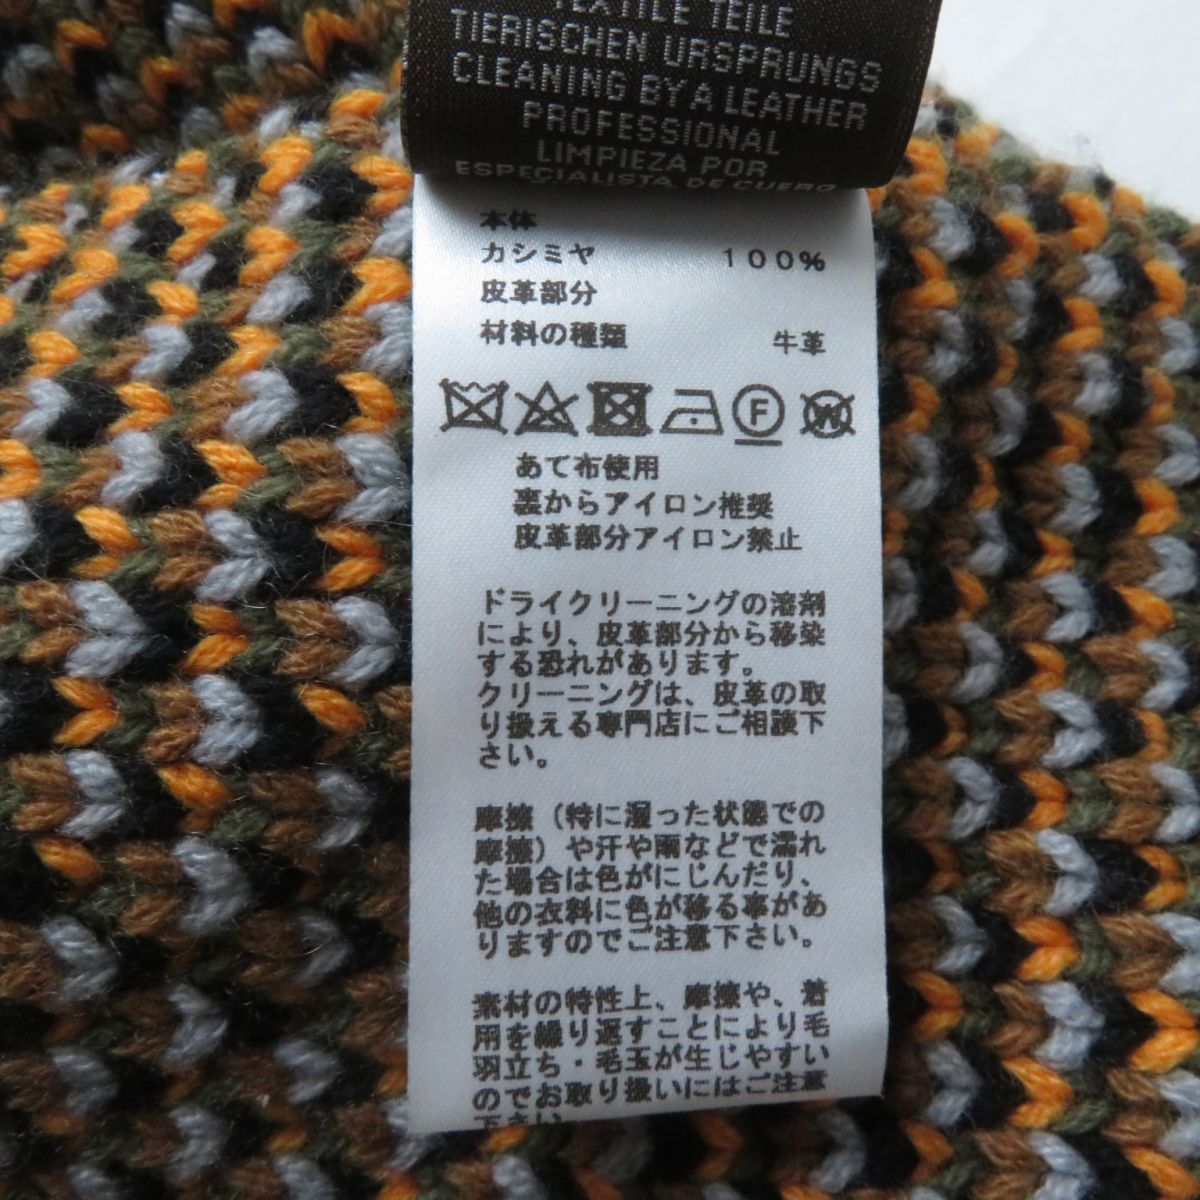 TEXTILE TEILE
TIERISCHEN URSPRUNGS
CLEANING BY A LEATHER
PROFESSIONAL
LIMPIEZA POR
ESPECIALISTA DE CUERO
本体
カシミヤ 100%
皮革部分
材料の種類 牛革
F W
あて布使用
裏からアイロン推奨
皮革部分アイロン禁止
ドライクリーニングの溶剤
により、皮革部分から移染
する恐れがあります。
クリーニングは、皮革の取
り扱える専門店にご相談下
さい。
摩擦（特に湿った状態での
摩擦）や汗や雨などで濡れ
た場合は色がにじんだり、
他の衣料に色が移る事があ
りますのでご注意下さい。
素材の特性上、摩擦や、着
用を繰り返すことにより毛
羽立ち・毛玉が生じやすい
のでお取り扱いにはご注意
下さい